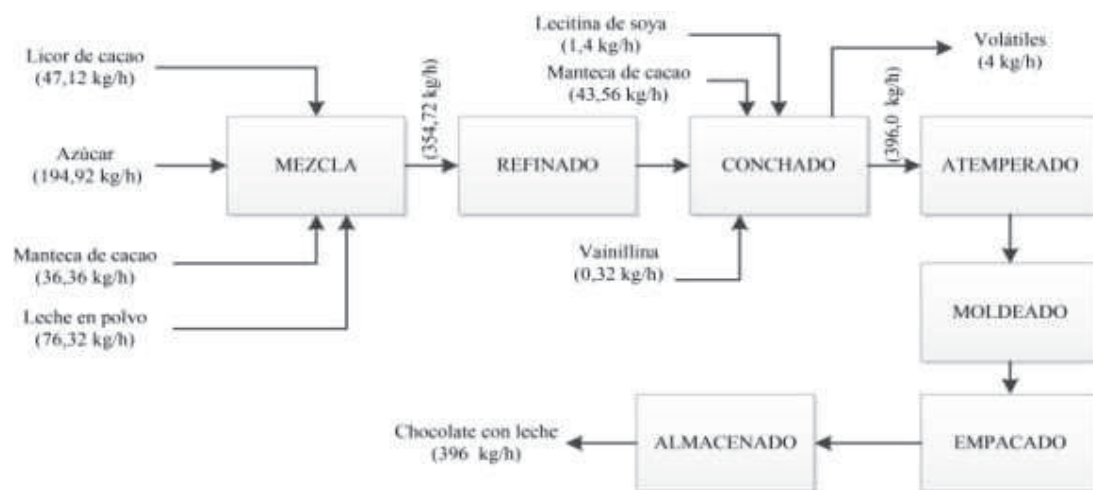 Licor de cacao
(47,12 kg/h)
Azúcar
(194,92 kg/h)
Manteca de cacao
(36,36 kg/h)
Leche en polvo
(76,32 kg/h)
MEZCLA
(354,72 kg/h)
REFINADO
Lecitina de soya
(1,4 kg/h)
Manteca de cacao
(43,56 kg/h)
Vainillina
(0,32 kg/h)
CONCHADO
Volátiles
(4 kg/h)
(396,0 kg/h)
ATEMPERADO
MOLDEADO
EMPACADO
ALMACENADO
Chocolate con leche
(396 kg/h)